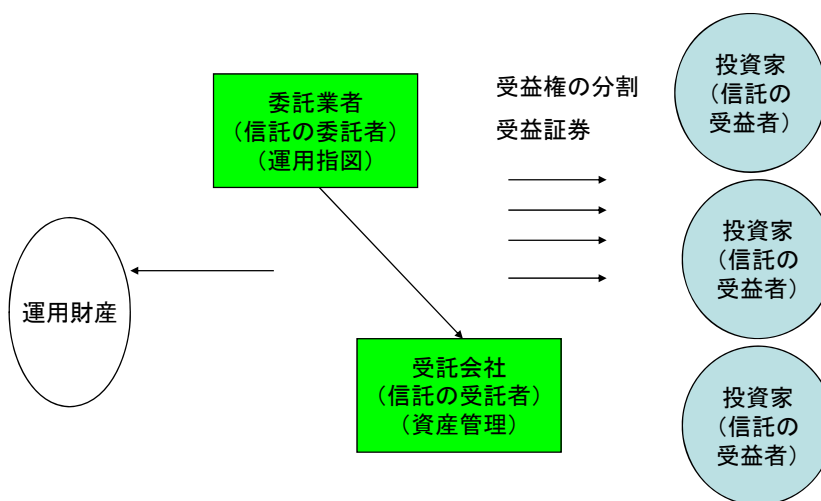 委託業者
（信託の委託者）
（運用指図）
受益権の分割
受益証券
投資家
（信託の
受益者）
投資家
（信託の
受益者）
運用財産
受託会社
（信託の受託者）
（資産管理）
投資家
（信託の
受益者）